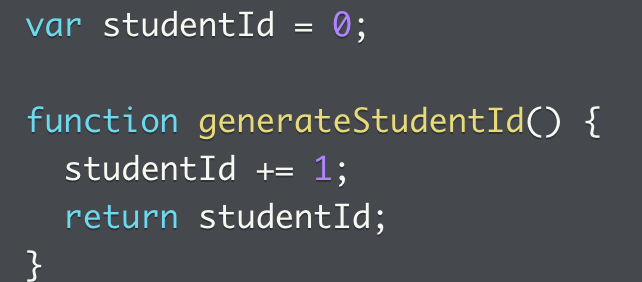 var studentId = 0;
function generateStudentId() {
studentId += 1;
return studentId;
}